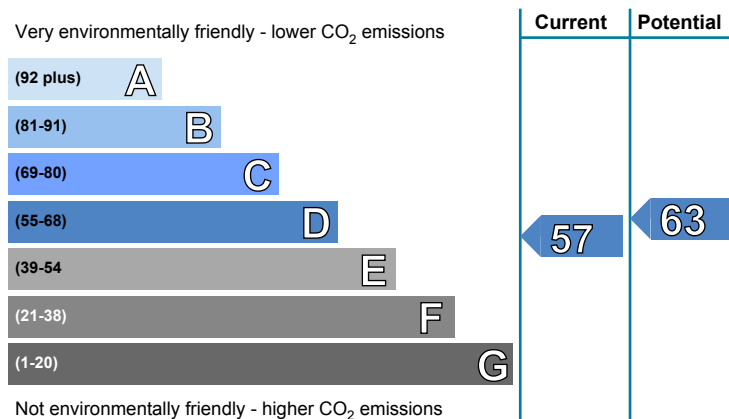 Very environmentally friendly - lower CO₂ emissions
Current
Potential
(92 plus) A
(81-91) B
(69-80) C
(55-68) D
(39-54 E
(21-38) F
(1-20) G
57
63
Not environmentally friendly - higher CO₂ emissions